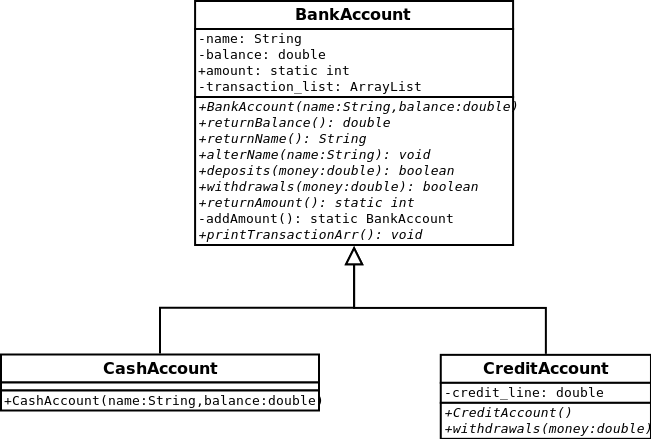 BankAccount
-name: String
-balance: double
+amount: static int
-transaction_list: ArrayList
+BankAccount(name:String,balance:double)
+returnBalance(): double
+returnName(): String
+alterName(name:String): void
+deposits(money:double): boolean
+withdrawals(money:double): boolean
+returnAmount(): static int
-addAmount(): static BankAccount
+printTransactionArr(): void
CashAccount
+CashAccount(name:String,balance:double)
CreditAccount
-credit_line: double
+CreditAccount()
+withdrawals(money:double)